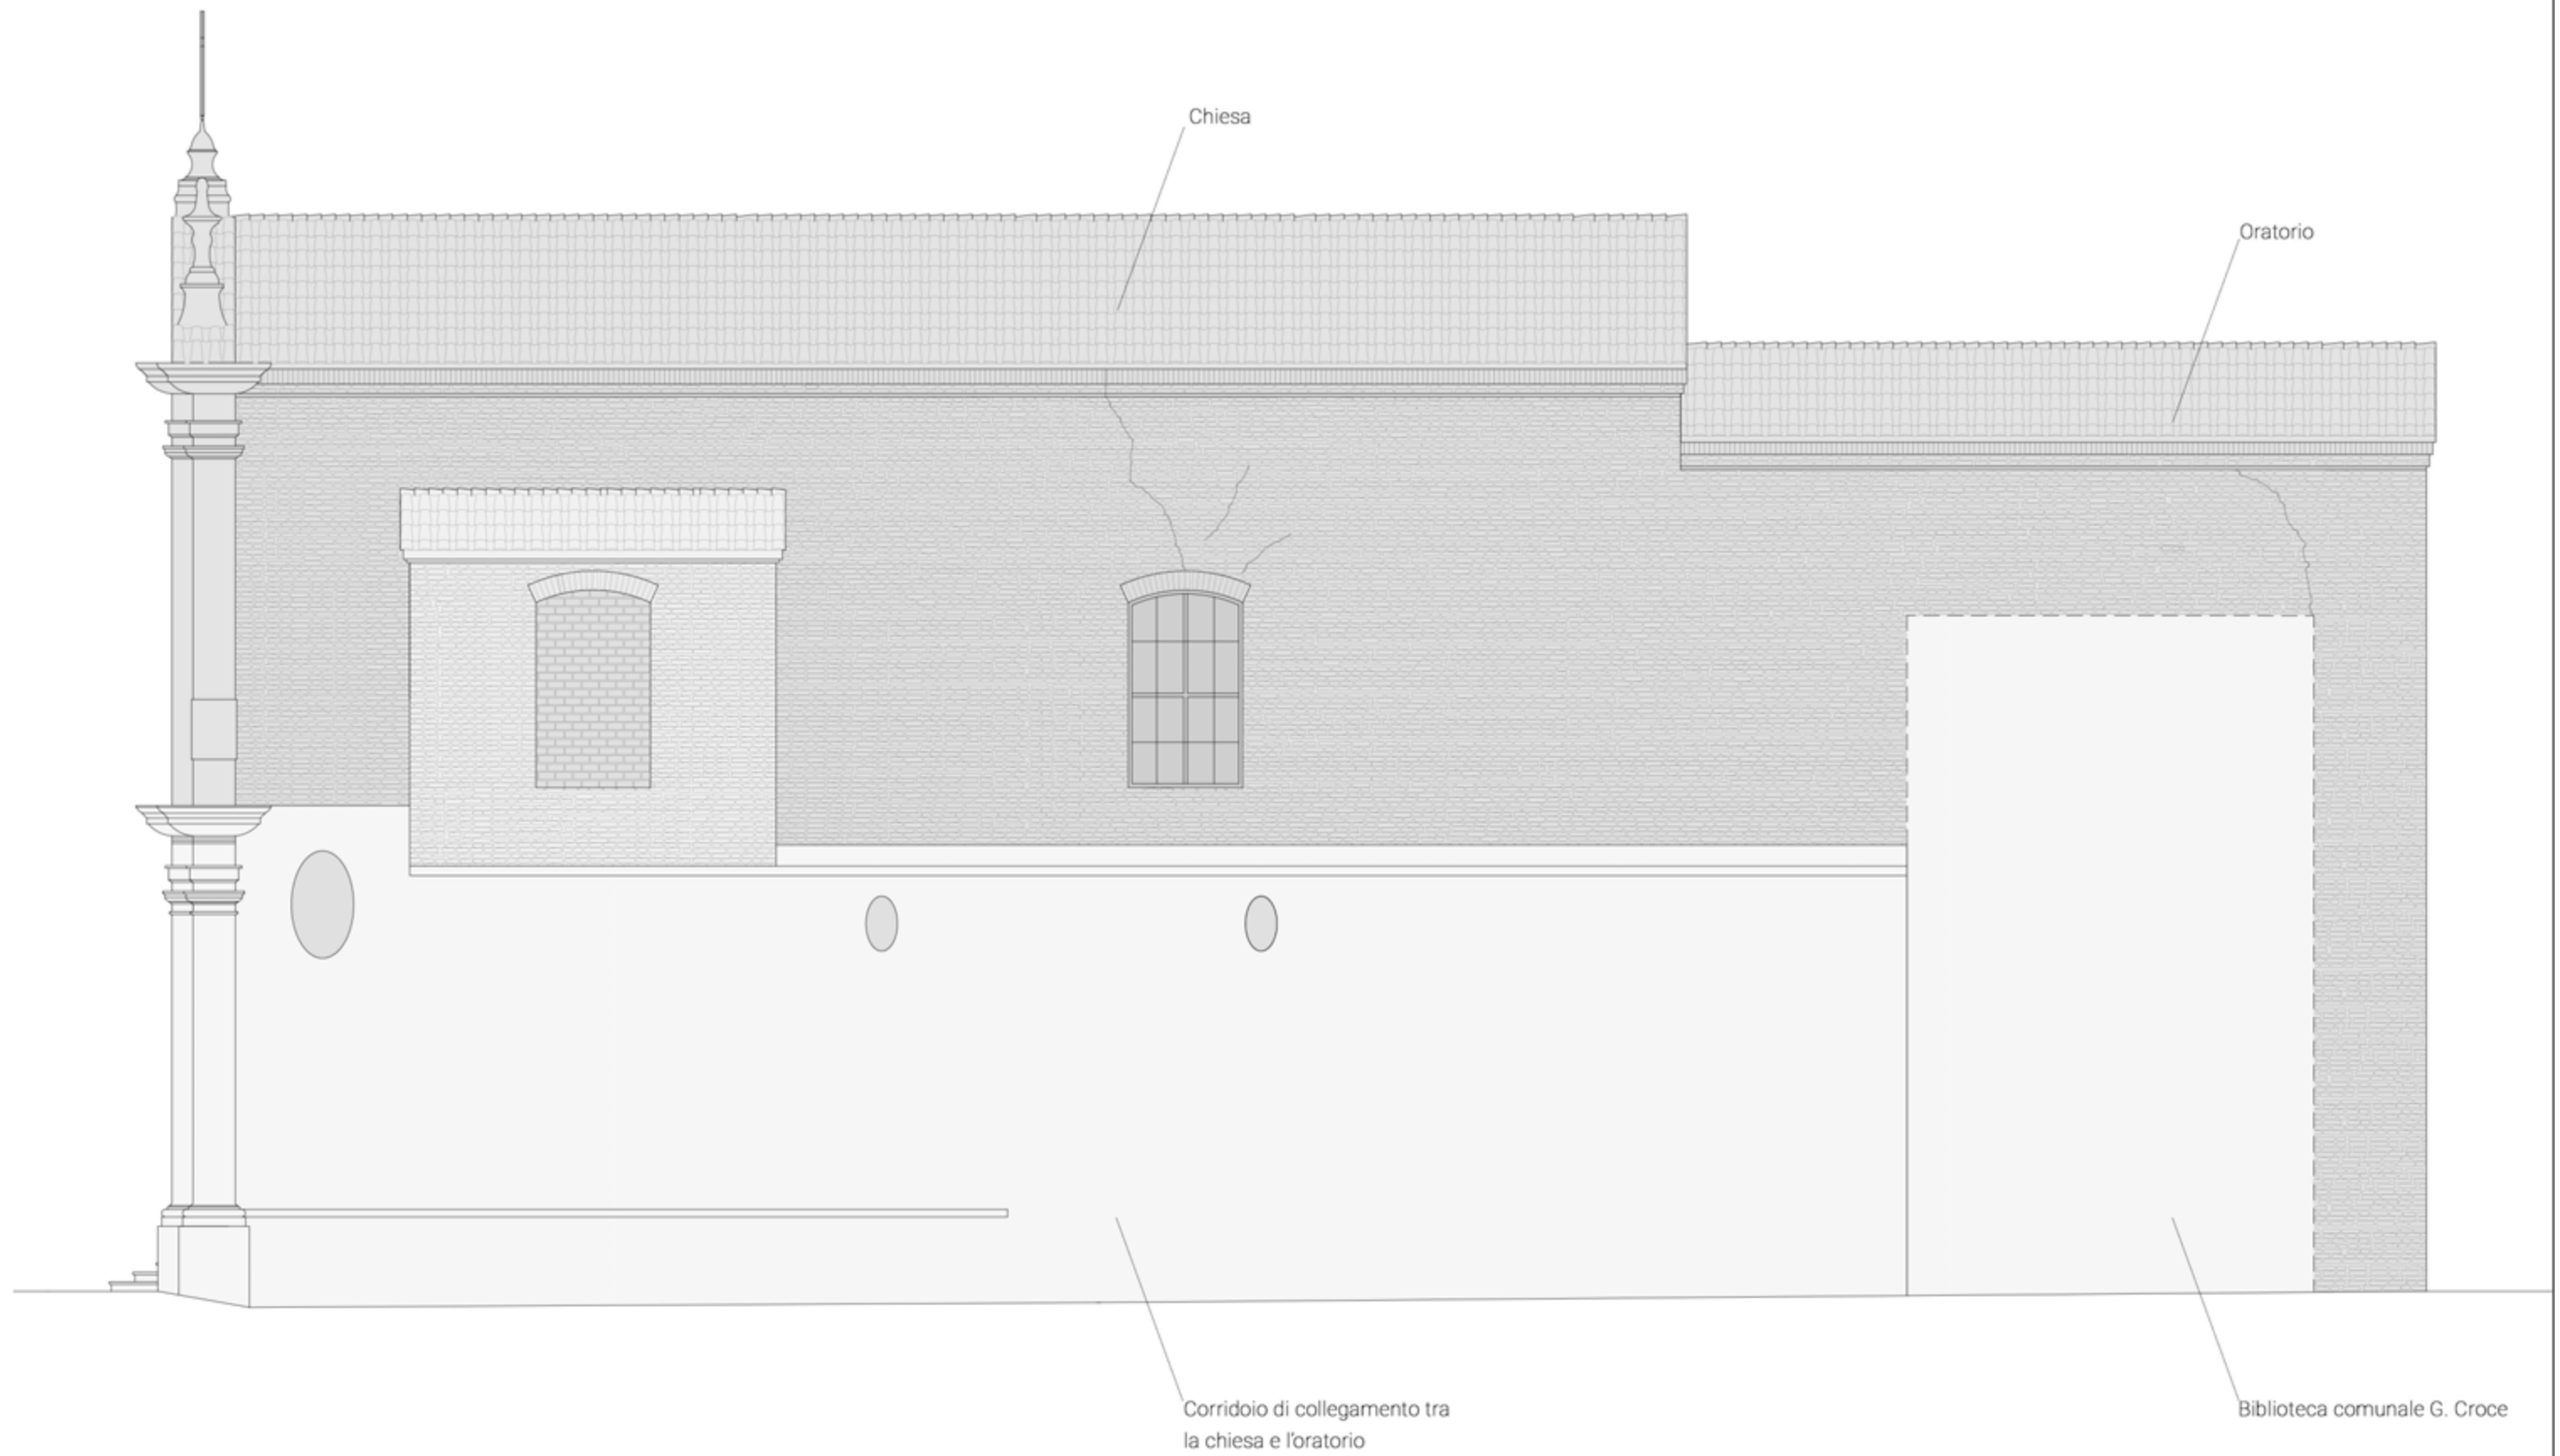 Chiesa
Oratorio
Corridoio di collegamento tra
la chiesa e l'oratorio
Biblioteca comunale G. Croce